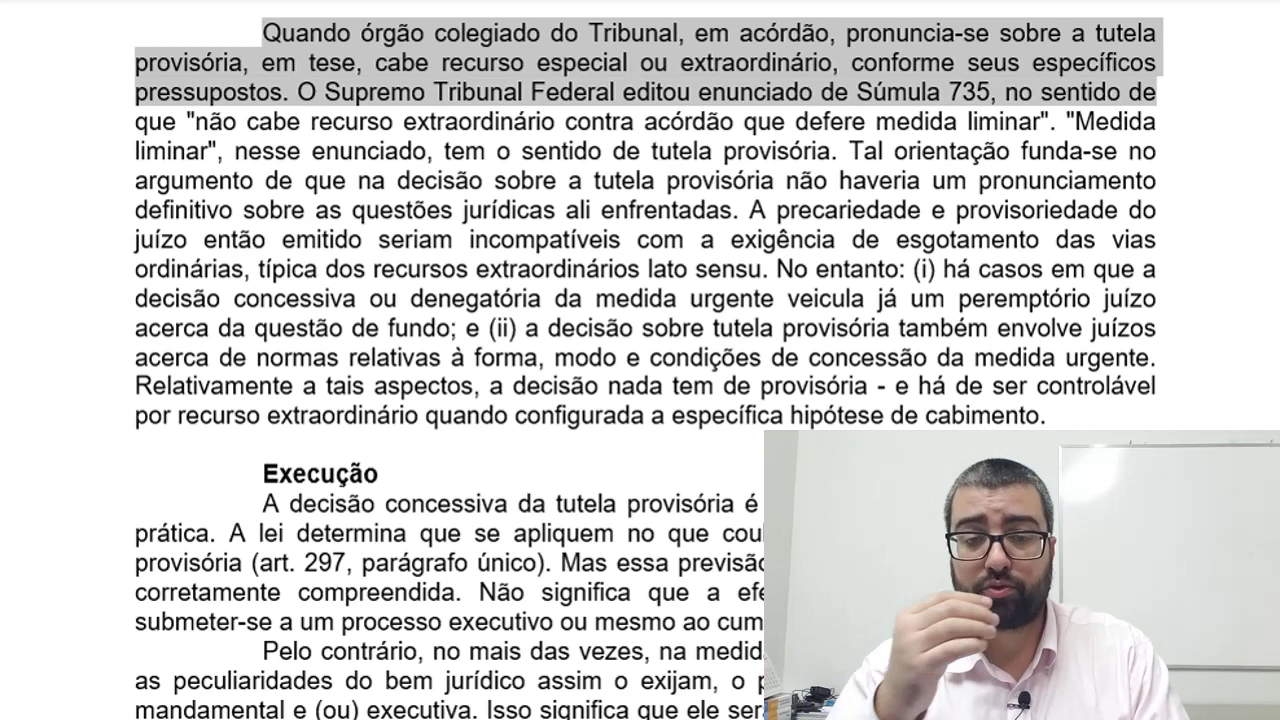 Quando órgão colegiado do Tribunal, em acórdão, pronuncia-se sobre a tutela
provisória, em tese, cabe recurso especial ou extraordinário, conforme seus específicos
pressupostos. O Supremo Tribunal Federal editou enunciado de Súmula 735, no sentido de
que "não cabe recurso extraordinário contra acórdão que defere medida liminar". "Medida
liminar", nesse enunciado, tem o sentido de tutela provisória. Tal orientação funda-se no
argumento de que na decisão sobre a tutela provisória não haveria um pronunciamento
definitivo sobre as questões jurídicas ali enfrentadas. A precariedade e provisoriedade do
juízo então emitido seriam incompatíveis com a exigência de esgotamento das vias
ordinárias, típica dos recursos extraordinários lato sensu. No entanto: (i) há casos em que a
decisão concessiva ou denegatória da medida urgente veicula já um peremptório juízo
acerca da questão de fundo; e (ii) a decisão sobre tutela provisória também envolve juízos
acerca de normas relativas à forma, modo e condições de concessão da medida urgente.
Relativamente a tais aspectos, a decisão nada tem de provisória - e há de ser controlável
por recurso extraordinário quando configurada a específica hipótese de cabimento.
Execução
A decisão concessiva da tutela provisória é
prática. A lei determina que se apliquem no que
provisória (art. 297, parágrafo único). Mas essa previsão
corretamente compreendida. Não significa que a
submeter-se a um processo executivo ou mesmo ao
Pelo contrário, no mais das vezes, na
as peculiaridades do bem jurídico assim o exijam, o
mandamental e (ou) executiva. Isso significa que ele